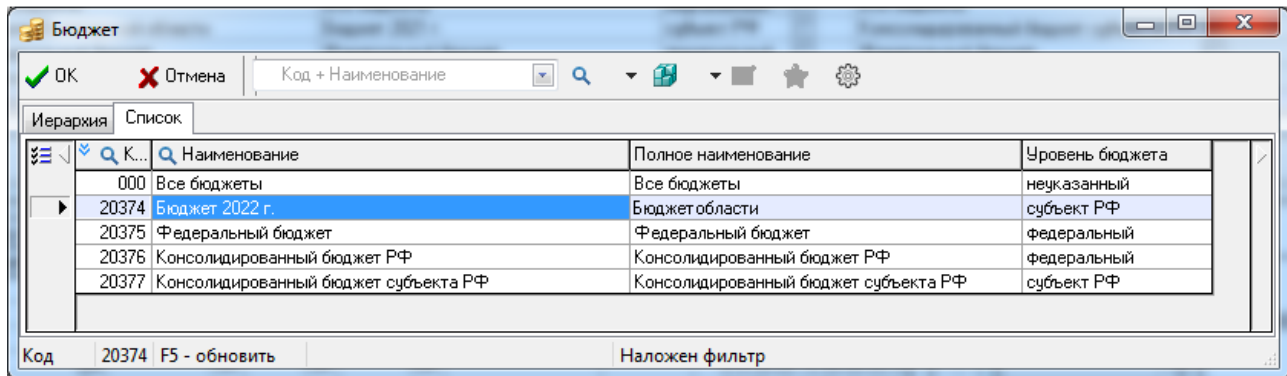 Бюджет
ОК Отмена Код + Наименование
Иерархия Список
К... Наименование Полное наименование Уровень бюджета
000 Все бюджеты Все бюджеты неуказанный
20374 Бюджет 2022 г. Бюджет области субъект РФ
20375 Федеральный бюджет Федеральный бюджет федеральный
20376 Консолидированный бюджет РФ Консолидированный бюджет РФ федеральный
20377 Консолидированный бюджет субъекта РФ Консолидированный бюджет субъекта РФ субъект РФ
Код 20374 F5 - обновить Наложен фильтр